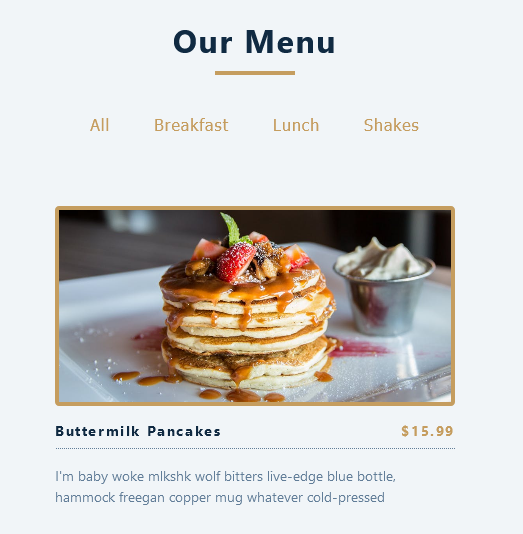 Our Menu
All Breakfast Lunch Shakes
Buttermilk Pancakes $15.99
I'm baby woke mlkshk wolf bitters live-edge blue bottle,
hammock freegan copper mug whatever cold-pressed